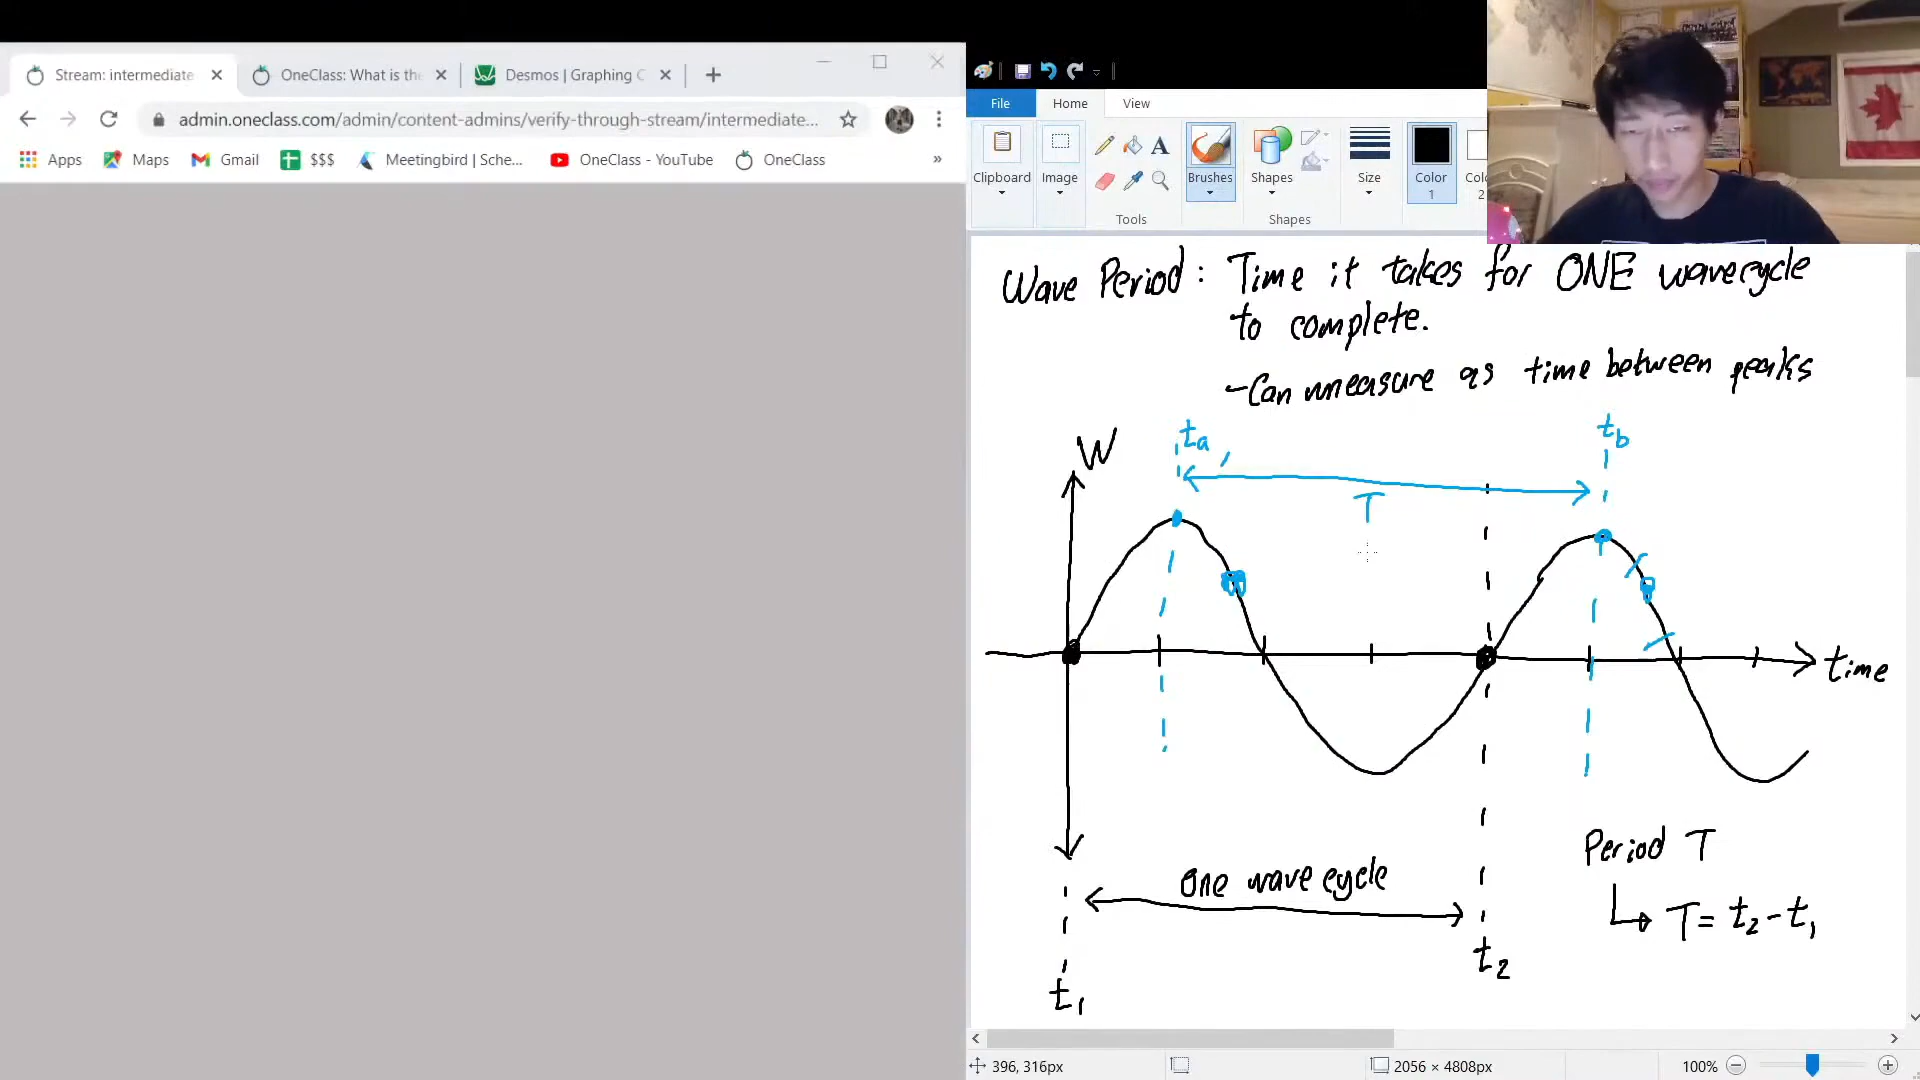 Stream: intermediate
OneClass: What is the
Desmos | Graphing C
admin.oneclass.com/admin/content-admins/verify-through-stream/intermediate...
Apps
Maps
Gmail
$$$
Meetingbird | Sche...
OneClass - YouTube
OneClass
»
File
Home
View
Clipboard
Image
Tools
Brushes
Shapes
Shapes
Size
Color
1
Colo
2
Wave Period: Time it takes for ONE wavecycle
to complete.
- Can measure as time between peaks
W
ta
tb
T
time
One wave cycle
Period T
T = t2 - t1
t2
t1
396, 316px
2056 × 4808px
100%